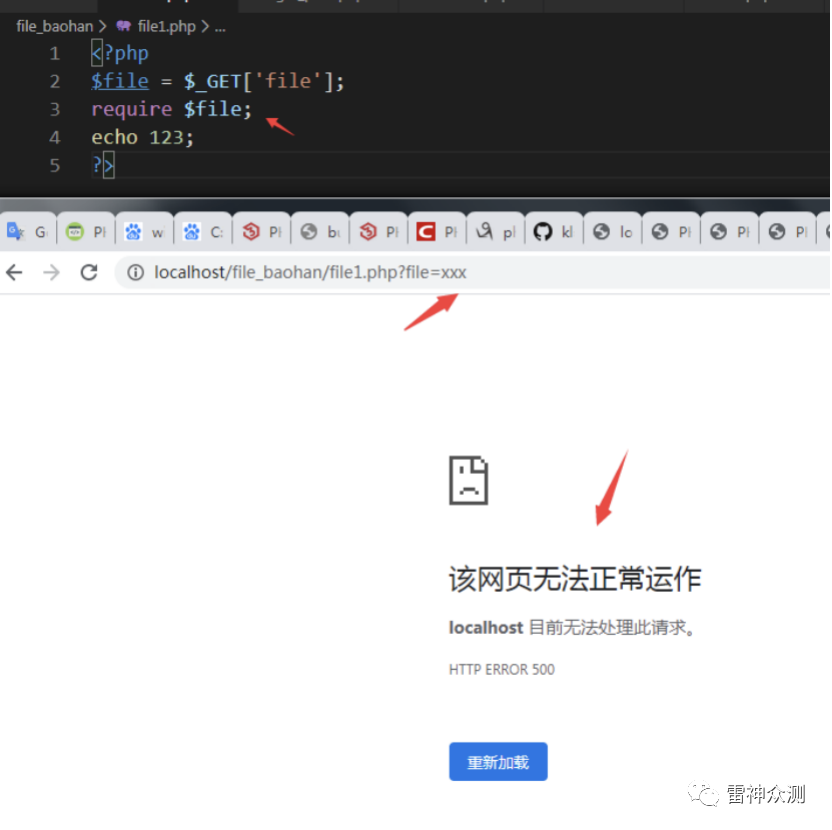 file_baohan > file1.php > ...
1 <?php
2 $file = $_GET['file'];
3 require $file;
4 echo 123;
5 ?>
G Pl w C Pl bu Pl Pl pl kl lo Pl Pl Pl
localhost/file_baohan/file1.php?file=xxx
该网页无法正常运作
localhost 目前无法处理此请求。
HTTP ERROR 500
重新加载
雷神众测